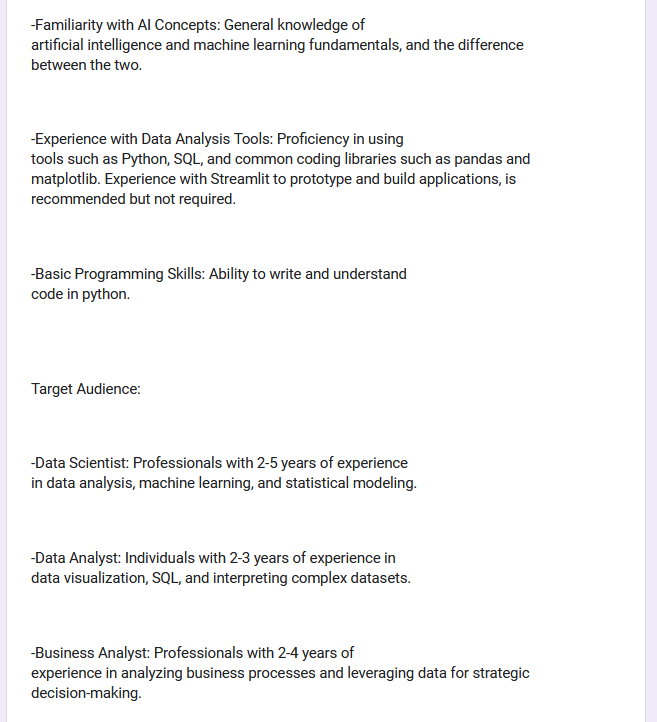 -Familiarity with AI Concepts: General knowledge of
artificial intelligence and machine learning fundamentals, and the difference
between the two.
-Experience with Data Analysis Tools: Proficiency in using
tools such as Python, SQL, and common coding libraries such as pandas and
matplotlib. Experience with Streamlit to prototype and build applications, is
recommended but not required.
-Basic Programming Skills: Ability to write and understand
code in python.
Target Audience:
-Data Scientist: Professionals with 2-5 years of experience
in data analysis, machine learning, and statistical modeling.
-Data Analyst: Individuals with 2-3 years of experience in
data visualization, SQL, and interpreting complex datasets.
-Business Analyst: Professionals with 2-4 years of
experience in analyzing business processes and leveraging data for strategic
decision-making.